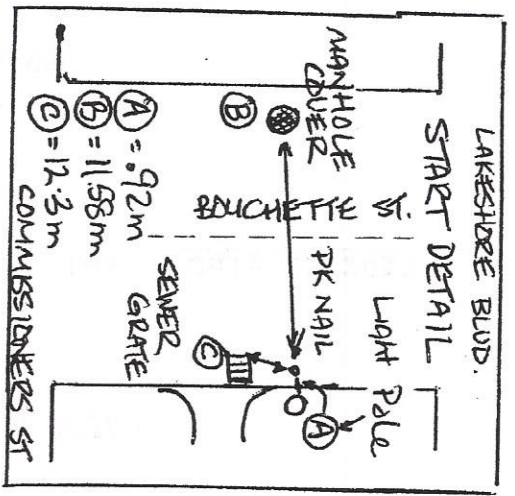 LAKESHORE BLVD.
START DETAIL
LIGHT Pole
MANHOLE
COVER
PK NAIL
A
B
BOUCHETTE ST.
C
SEWER
GRATE
A = .92m
B = 11.58m
C = 12.3m
COMMISSIONERS ST